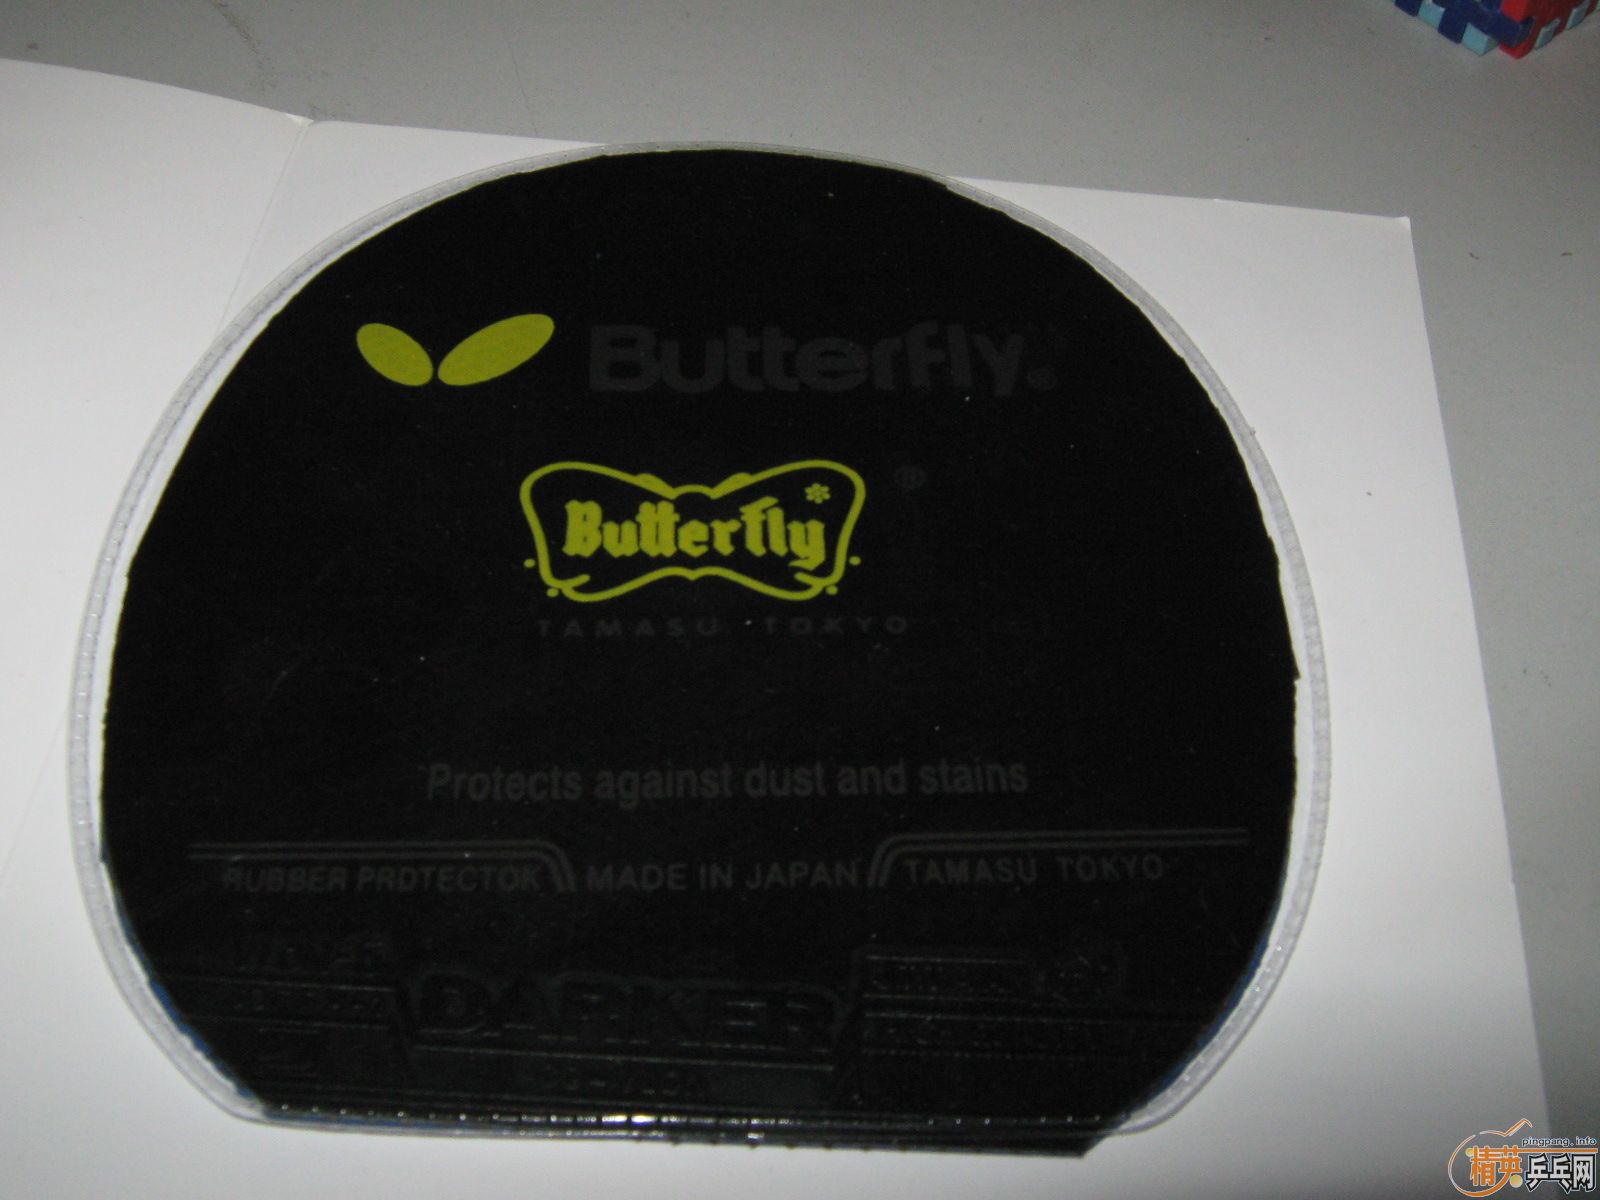 Butterfly.
Butterfly*
®
TAMASU TOKYO
Protects against dust and stains
RUBBER PROTECTOR MADE IN JAPAN TAMASU TOKYO
DARKER
pingpang.info
精英乒乓网